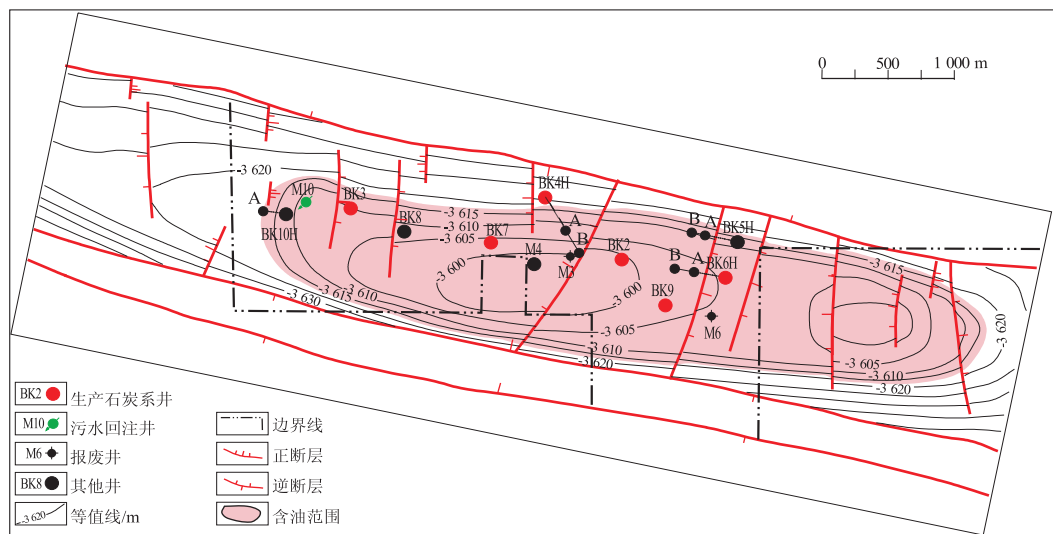 0 500 1 000 m
-3 620
A
M10
BK10H
BK3
BK8
-3 615
-3 610
-3 605
BK7
-3 600
M4
BK4H
A
B
M3
BK2
-3 600
B A
BK5H
B A
BK6H
BK9
M6
-3 605
-3 610
-3 620
-3 630
-3 615
-3 610
-3 615
-3 605
-3 610
-3 620
-3 620
BK2 生产石炭系井
M10 污水回注井
M6 报废井
BK8 其他井
-3 620 等值线/m
边界线
正断层
逆断层
含油范围